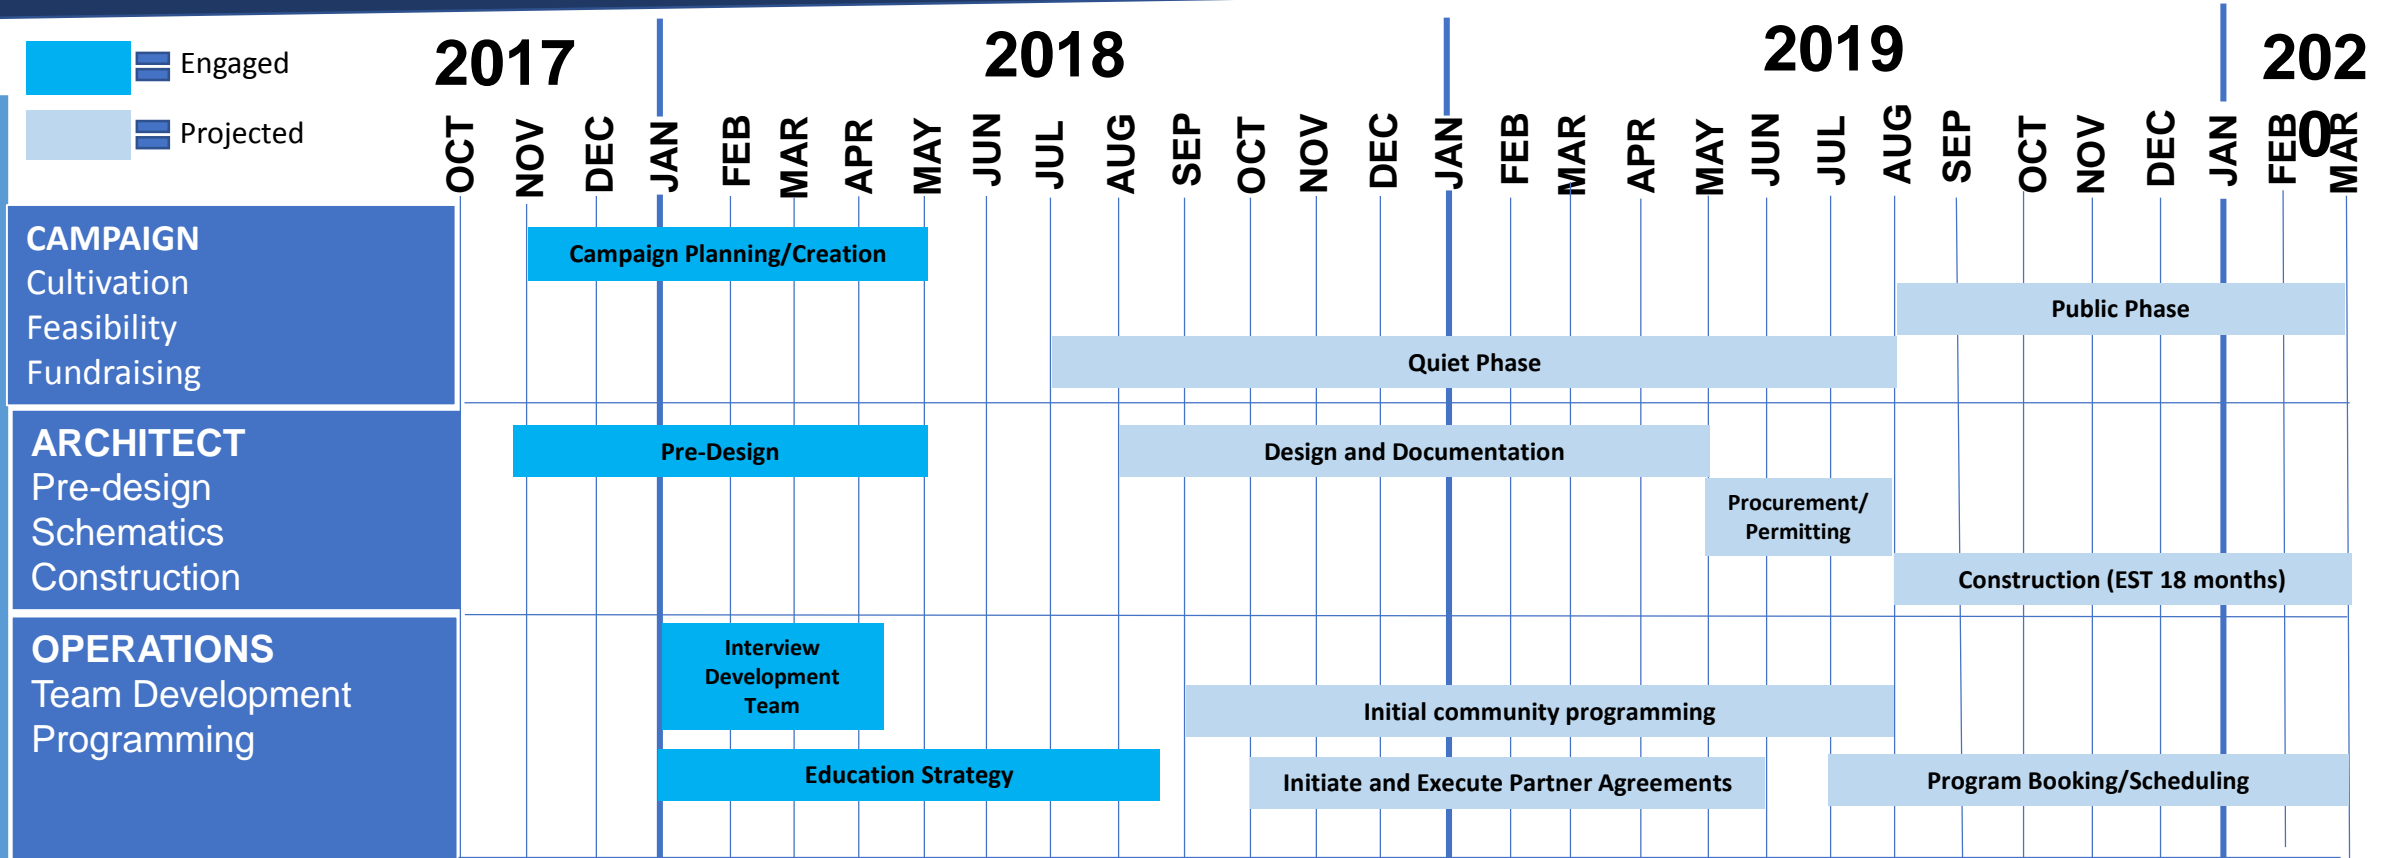 Engaged
Projected
2017
2018
2019
202
0
OCT
NOV
DEC
JAN
FEB
MAR
APR
MAY
JUN
JUL
AUG
SEP
OCT
NOV
DEC
JAN
FEB
MAR
APR
MAY
JUN
JUL
AUG
SEP
OCT
NOV
DEC
JAN
FEB
MAR
CAMPAIGN
Cultivation
Feasibility
Fundraising
Campaign Planning/Creation
Public Phase
Quiet Phase
ARCHITECT
Pre-design
Schematics
Construction
Pre-Design
Design and Documentation
Procurement/
Permitting
Construction (EST 18 months)
OPERATIONS
Team Development
Programming
Interview
Development
Team
Initial community programming
Education Strategy
Initiate and Execute Partner Agreements
Program Booking/Scheduling